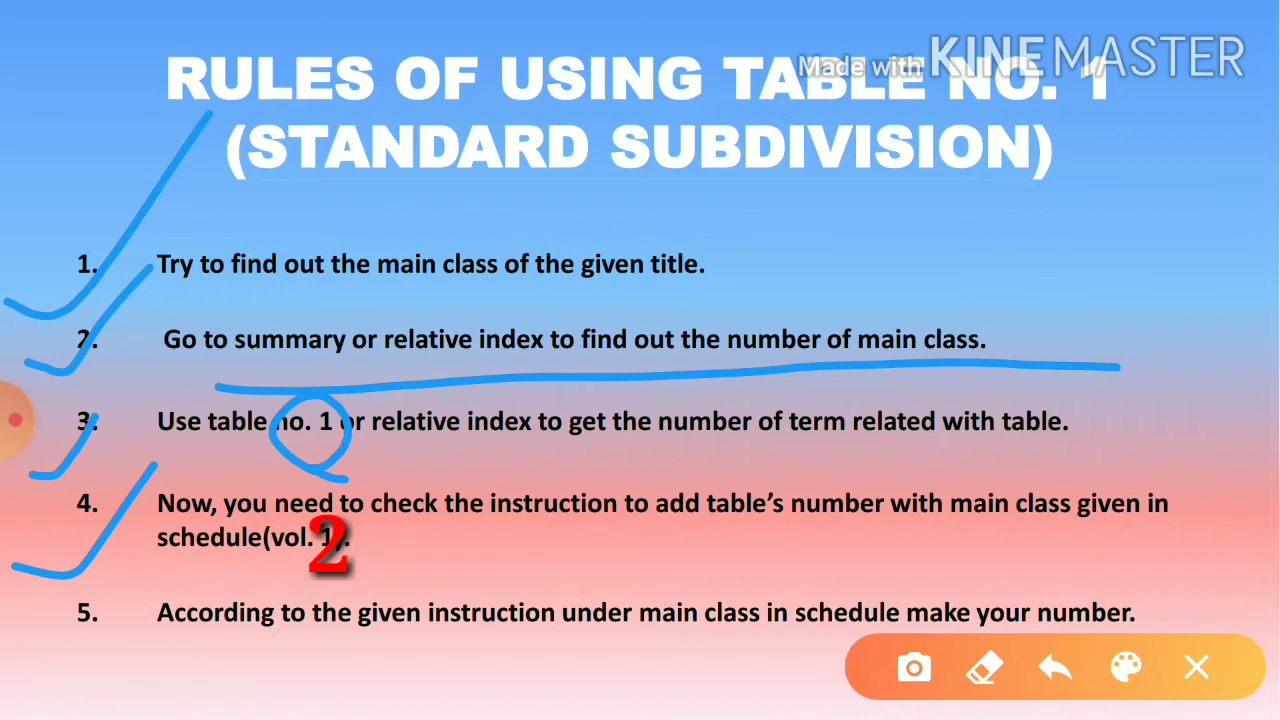 Made with KINEMASTER
RULES OF USING TABLE NO. 1
(STANDARD SUBDIVISION)
1. Try to find out the main class of the given title.
2. Go to summary or relative index to find out the number of main class.
3. Use table no. 1 or relative index to get the number of term related with table.
4. Now, you need to check the instruction to add table’s number with main class given in
schedule(vol. 1).
2
5. According to the given instruction under main class in schedule make your number.